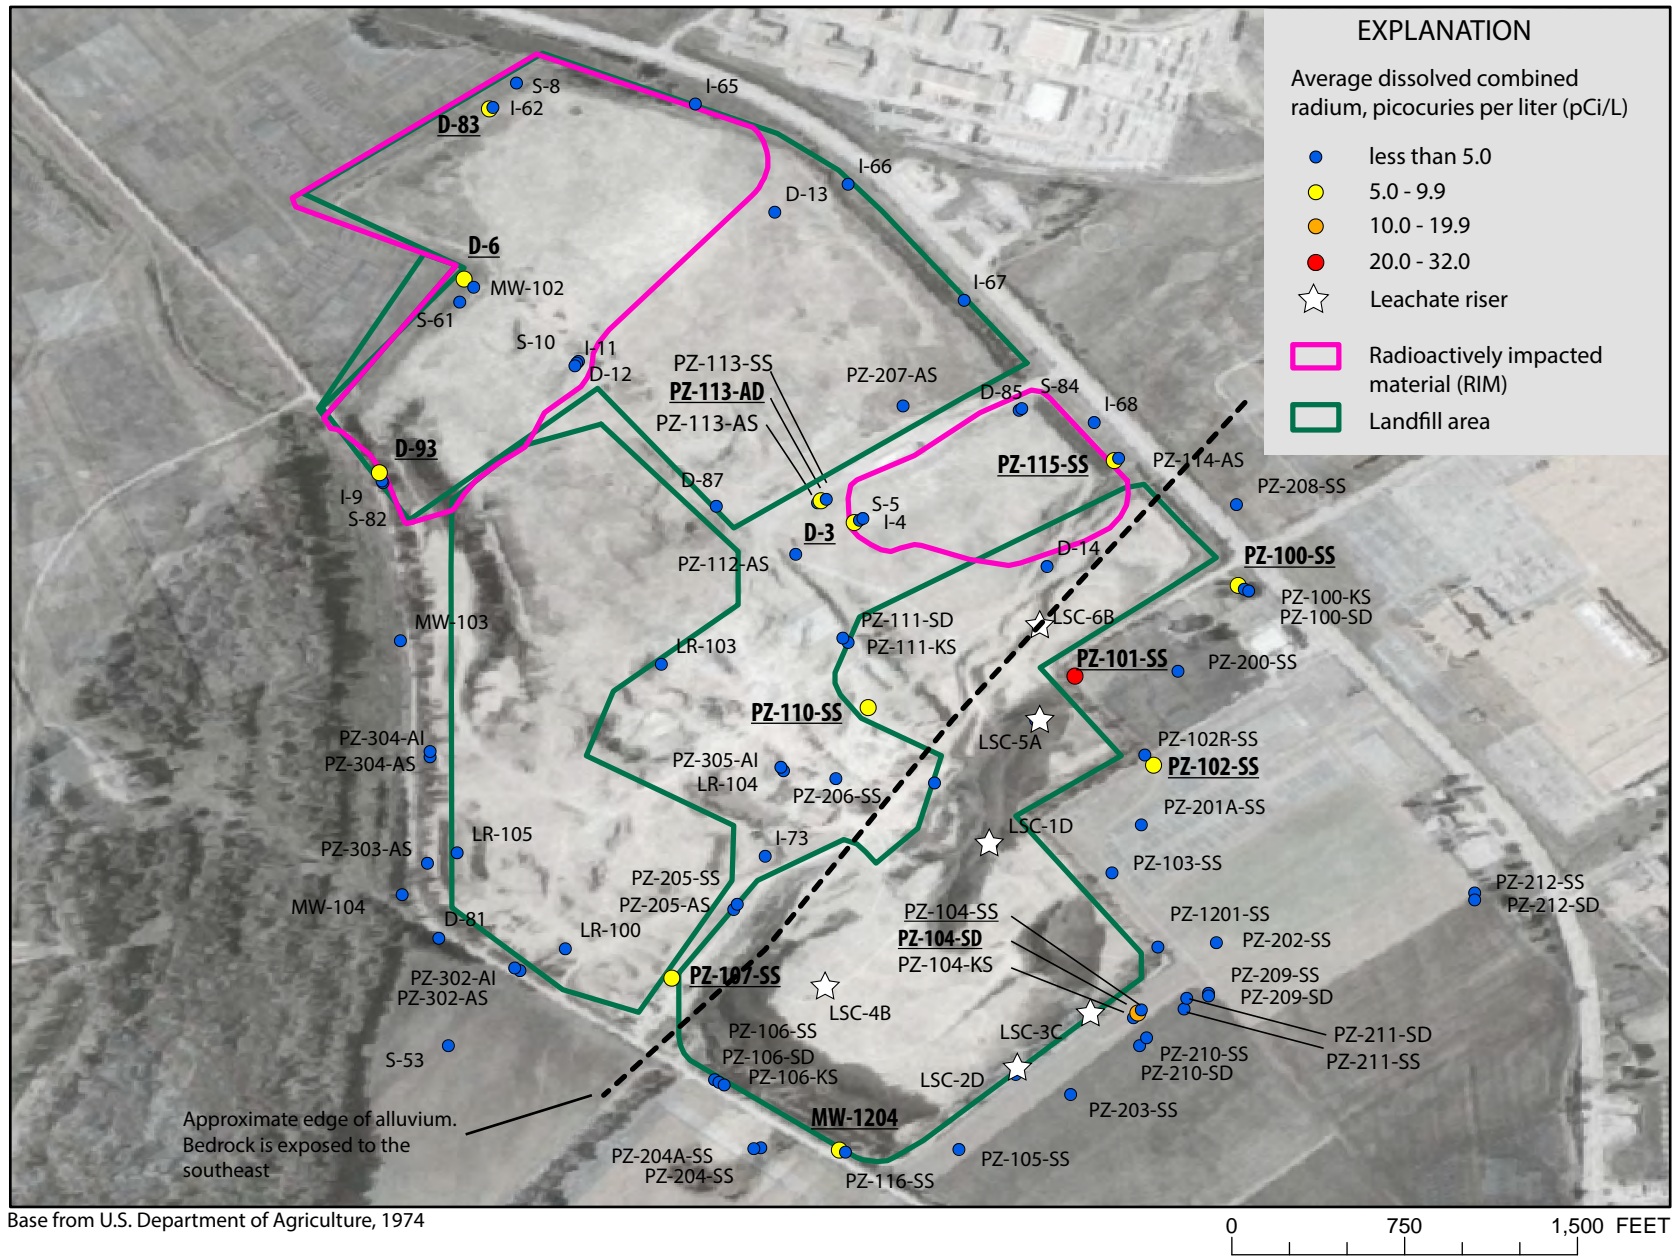 EXPLANATION
Average dissolved combined
radium, picocuries per liter (pCi/L)
less than 5.0
5.0 - 9.9
10.0 - 19.9
20.0 - 32.0
Leachate riser
Radioactively impacted
material (RIM)
Landfill area
S-8
I-62
D-83
I-65
I-66
D-13
D-6
MW-102
S-61
I-67
S-10
I-11
D-12
PZ-113-SS
PZ-113-AD
PZ-113-AS
PZ-207-AS
D-85
S-84
I-68
D-93
I-9
S-82
D-87
PZ-115-SS
PZ-114-AS
PZ-208-SS
S-5
I-4
D-3
PZ-112-AS
D-14
PZ-100-SS
PZ-100-KS
PZ-100-SD
MW-103
LR-103
PZ-111-SD
PZ-111-KS
LSC-6B
PZ-101-SS
PZ-200-SS
PZ-110-SS
LSC-5A
PZ-304-AI
PZ-304-AS
PZ-305-AI
LR-104
PZ-206-SS
PZ-102R-SS
PZ-102-SS
PZ-201A-SS
LSC-1D
LR-105
PZ-303-AS
I-73
PZ-103-SS
PZ-205-SS
PZ-205-AS
MW-104
D-81
LR-100
PZ-104-SS
PZ-104-SD
PZ-104-KS
PZ-1201-SS
PZ-202-SS
PZ-212-SS
PZ-212-SD
PZ-302-AI
PZ-302-AS
PZ-107-SS
LSC-4B
LSC-3C
PZ-209-SS
PZ-209-SD
PZ-211-SD
PZ-211-SS
PZ-210-SS
PZ-210-SD
S-53
PZ-106-SS
PZ-106-SD
PZ-106-KS
LSC-2D
PZ-203-SS
Approximate edge of alluvium.
Bedrock is exposed to the
southeast
MW-1204
PZ-204A-SS
PZ-204-SS
PZ-116-SS
PZ-105-SS
Base from U.S. Department of Agriculture, 1974
0 750 1,500 FEET